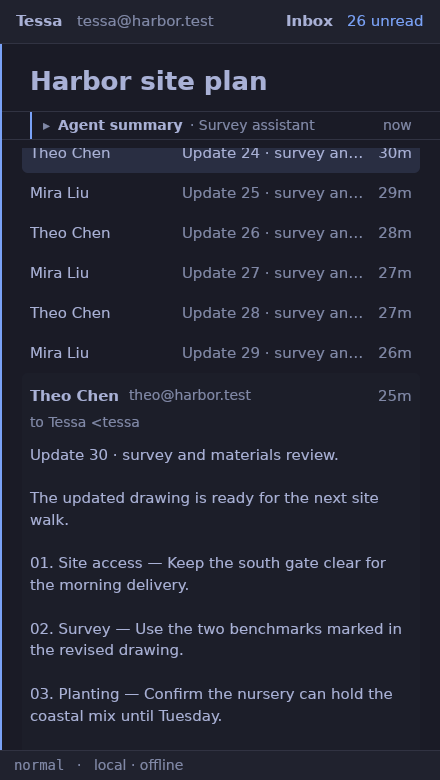 Tessa tessa@harbor.test Inbox 26 unread
Harbor site plan
▸ Agent summary · Survey assistant now
Theo Chen Update 24 · survey an… 30m
Mira Liu Update 25 · survey an… 29m
Theo Chen Update 26 · survey an… 28m
Mira Liu Update 27 · survey an… 27m
Theo Chen Update 28 · survey an… 27m
Mira Liu Update 29 · survey an… 26m
Theo Chen theo@harbor.test 25m
to Tessa <tessa
Update 30 · survey and materials review.
The updated drawing is ready for the next site
walk.
01. Site access — Keep the south gate clear for
the morning delivery.
02. Survey — Use the two benchmarks marked in
the revised drawing.
03. Planting — Confirm the nursery can hold the
coastal mix until Tuesday.
normal · local · offline